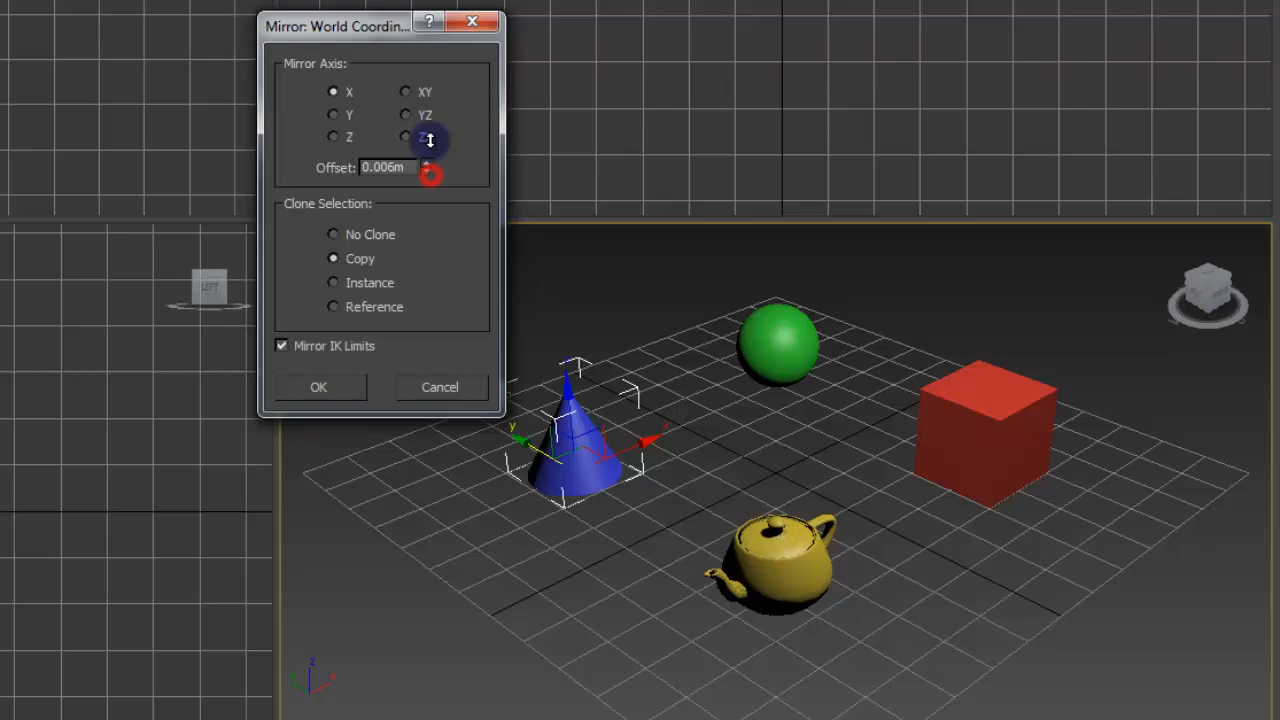 Mirror: World Coordin...
?
Mirror Axis:
X XY
Y YZ
Z
Offset: 0.006m
Clone Selection:
No Clone
Copy
Instance
Reference
Mirror IK Limits
OK Cancel
LEFT
y
x
z
x